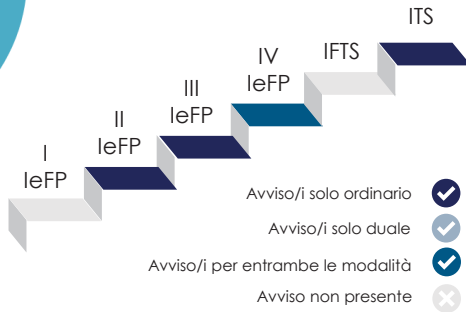 ITS
IFTS
IV
IeFP
III
IeFP
II
IeFP
I
IeFP
Avviso/i solo ordinario
Avviso/i solo duale
Avviso/i per entrambe le modalità
Avviso non presente